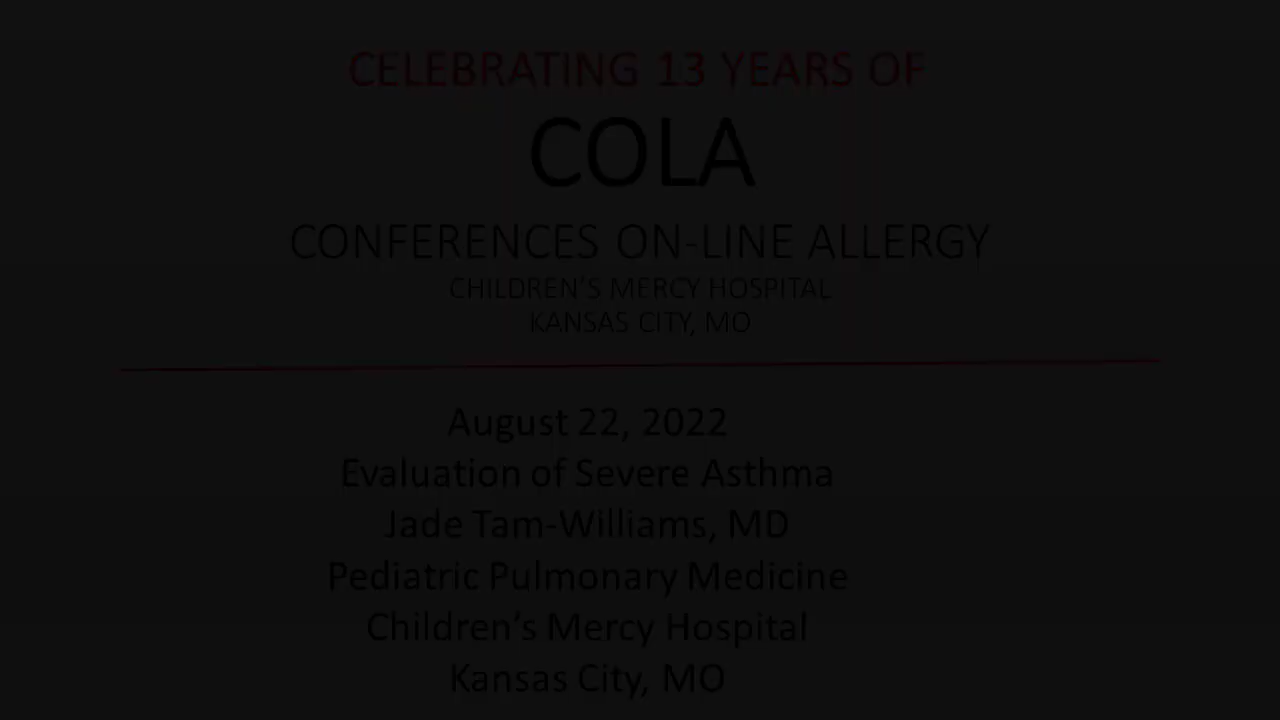 CELEBRATING 13 YEARS OF
COLA
CONFERENCES ON-LINE ALLERGY
CHILDREN'S MERCY HOSPITAL
KANSAS CITY, MO
August 22, 2022
Evaluation of Severe Asthma
Jade Tam-Williams, MD
Pediatric Pulmonary Medicine
Children's Mercy Hospital
Kansas City, MO